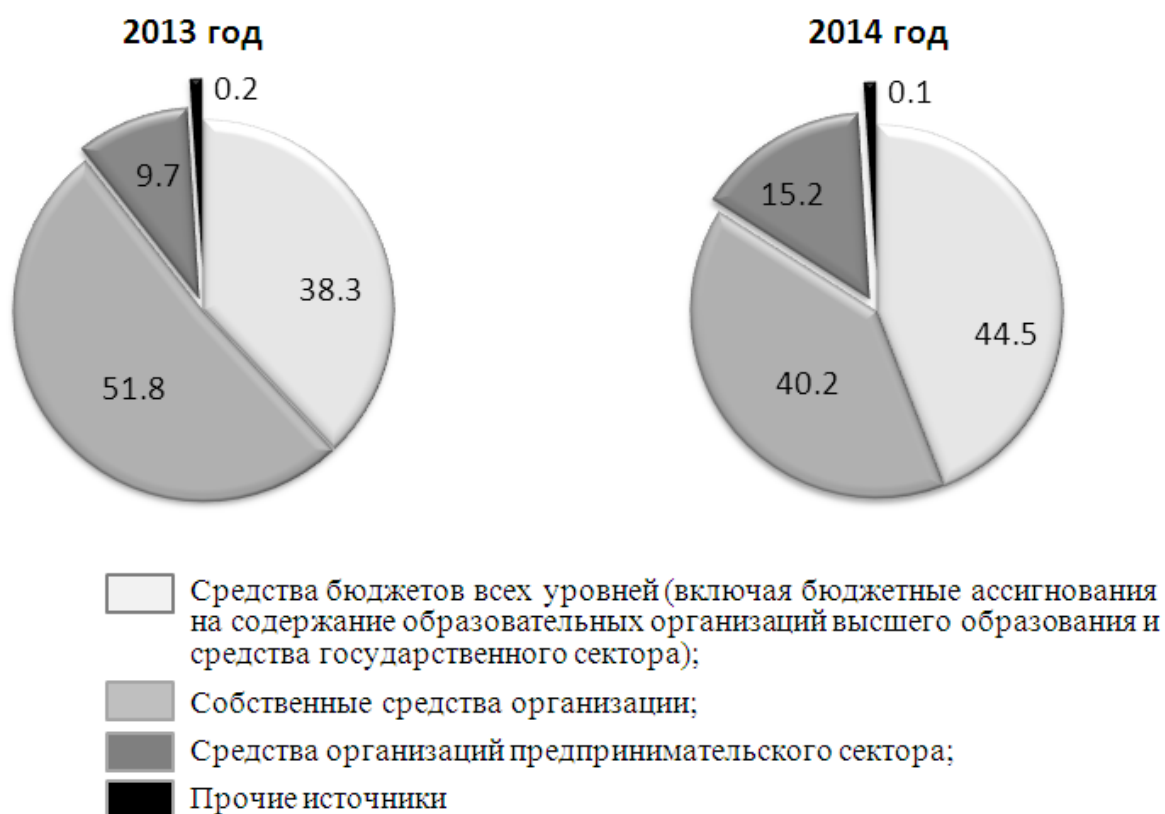 2013 год
2014 год
0.2
9.7
38.3
51.8
0.1
15.2
44.5
40.2
Средства бюджетов всех уровней (включая бюджетные ассигнования
на содержание образовательных организаций высшего образования и
средства государственного сектора);
Собственные средства организации;
Средства организаций предпринимательского сектора;
Прочие источники